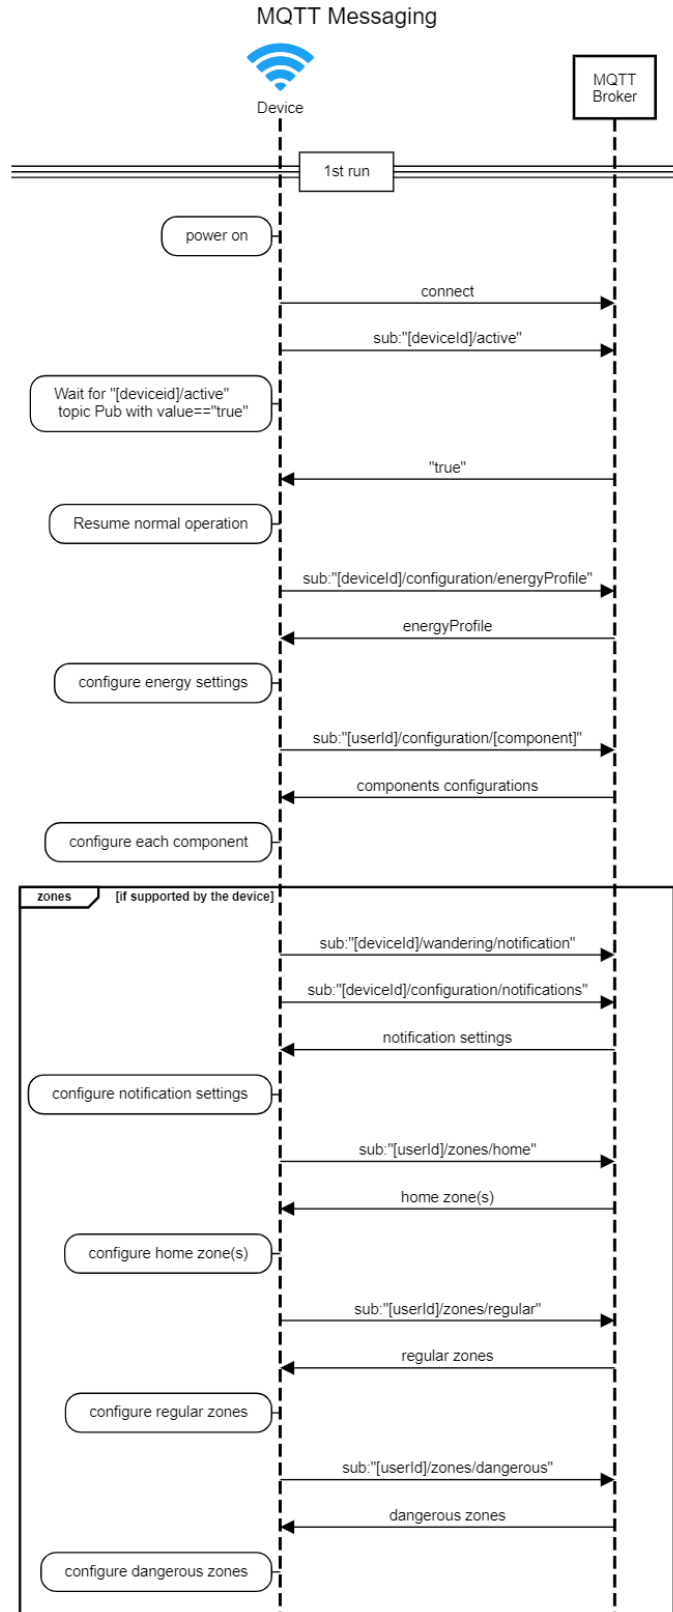 MQTT Messaging
Device
MQTT
Broker
1st run
power on
connect
sub:"[deviceId]/active"
Wait for "[deviceid]/active"
topic Pub with value=="true"
"true"
Resume normal operation
sub:"[deviceId]/configuration/energyProfile"
energyProfile
configure energy settings
sub:"[userId]/configuration/[component]"
components configurations
configure each component
zones
[if supported by the device]
sub:"[deviceId]/wandering/notification"
sub:"[deviceId]/configuration/notifications"
notification settings
configure notification settings
sub:"[userId]/zones/home"
home zone(s)
configure home zone(s)
sub:"[userId]/zones/regular"
regular zones
configure regular zones
sub:"[userId]/zones/dangerous"
dangerous zones
configure dangerous zones